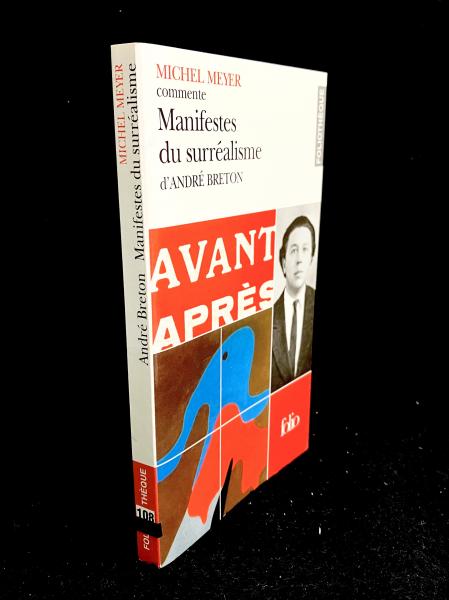 MICHEL MEYER
commente
Manifestes
du surréalisme
d'ANDRÉ BRETON
FOLIOTHÈQUE
AVANT
APRÈS
folio
André Breton Manifestes du surréalisme
MICHEL MEYER
FOLIOTHÈQUE
108